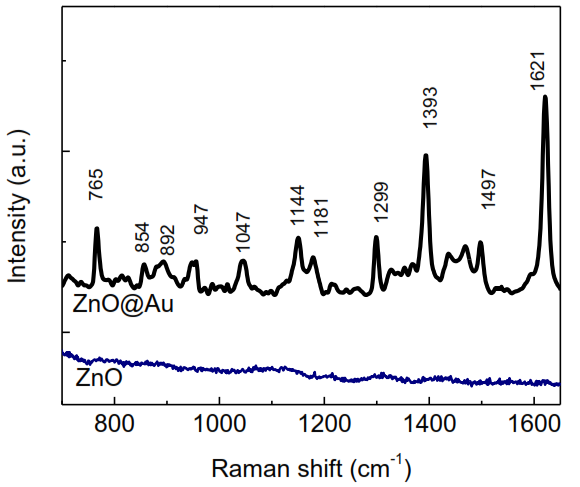 1621
1393
765
1497
1299
1144
1181
947
854
892
1047
Intensity (a.u.)
ZnO@Au
ZnO
800 1000 1200 1400 1600
Raman shift (cm⁻¹)